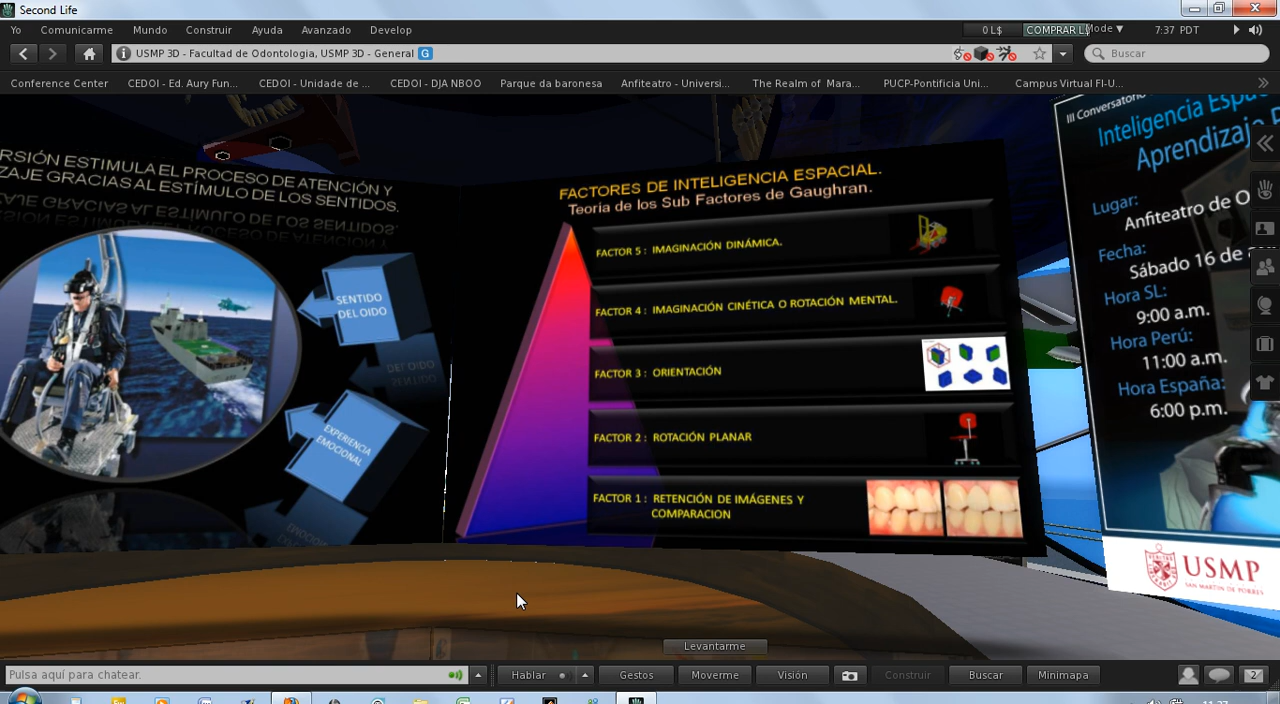 Second Life
Yo Comunicarme Mundo Construir Ayuda Avanzado Develop
0 L$ COMPRAR L$ Mode 7:37 PDT
USMP 3D - Facultad de Odontologia, USMP 3D - General G
Buscar
Conference Center CEDOI - Ed. Aury Fun... CEDOI - Unidade de ... CEDOI - DJA NBOO Parque da baronesa Anfiteatro - Universi... The Realm of Mara... PUCP-Pontificia Uni... Campus Virtual FI-U...
RSIÓN ESTIMULA EL PROCESO DE ATENCIÓN Y
ZAJE GRACIAS AL ESTÍMULO DE LOS SENTIDOS.
SENTIDO
DEL OIDO
EXPERIENCIA
EMOCIONAL
FACTORES DE INTELIGENCIA ESPACIAL.
Teoria de los Sub Factores de Gaughran.
FACTOR 5 : IMAGINACIÓN DINÁMICA.
FACTOR 4 : IMAGINACIÓN CINÉTICA O ROTACIÓN MENTAL.
FACTOR 3 : ORIENTACIÓN
FACTOR 2 : ROTACIÓN PLANAR
FACTOR 1 : RETENCIÓN DE IMÁGENES Y
COMPARACION
III Conversatorio
Inteligencia Espa
Aprendizaje
Lugar:
Anfiteatro de O
Fecha:
Sábado 16 de
Hora SL:
9:00 a.m.
Hora Perú:
11:00 a.m.
Hora España:
6:00 p.m.
USMP
SAN MARTIN DE PORRES
Levantarme
Pulsa aquí para chatear.
Hablar Gestos Moverme Visión Construir Buscar Minimapa 2